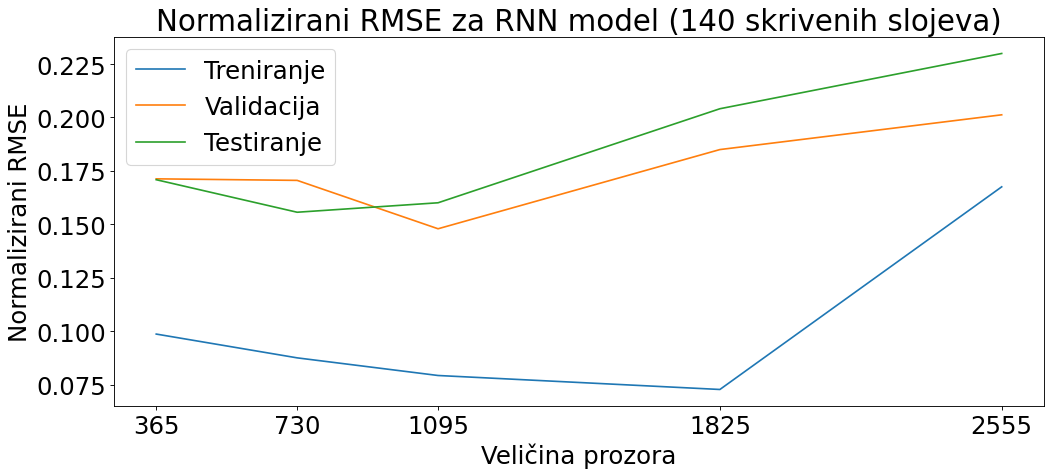 Normalizirani RMSE za RNN model (140 skrivenih slojeva)
Normalizirani RMSE
0.225
0.200
0.175
0.150
0.125
0.100
0.075
Treniranje
Validacija
Testiranje
365 730 1095 1825 2555
Veličina prozora